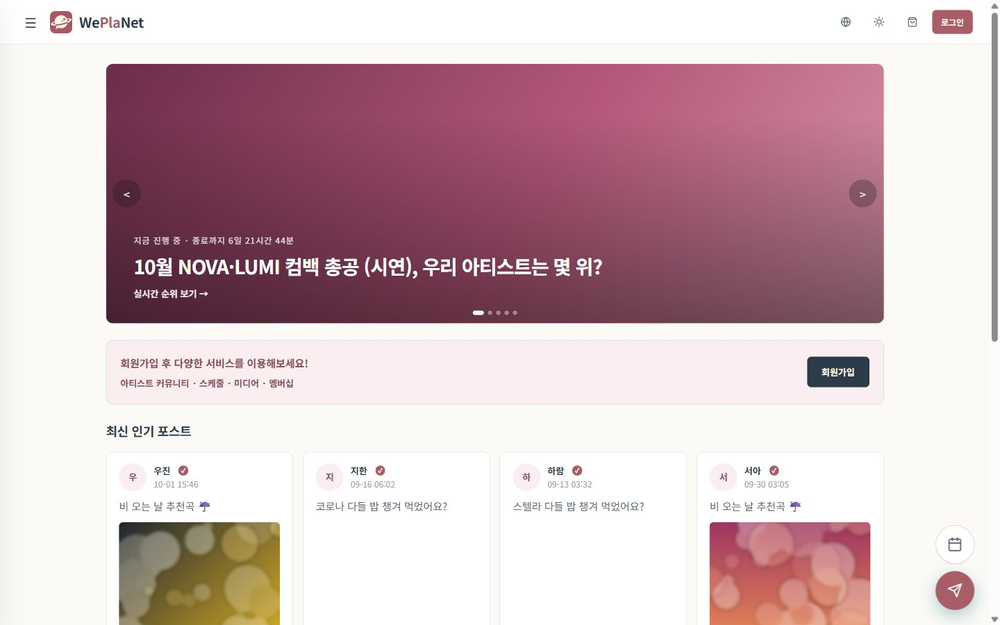 WePlaNet
로그인
<
>
지금 진행 중 · 종료까지 6일 21시간 44분
10월 NOVA·LUMI 컴백 총공 (시연), 우리 아티스트는 몇 위?
실시간 순위 보기 →
회원가입 후 다양한 서비스를 이용해보세요!
아티스트 커뮤니티 · 스케줄 · 미디어 · 멤버십
회원가입
최신 인기 포스트
우
우진
10-01 15:46
비 오는 날 추천곡 ☔
지
지한
09-16 06:02
코로나 다들 밥 챙겨 먹었어요?
하
하람
09-13 03:32
스텔라 다들 밥 챙겨 먹었어요?
서
서아
09-30 03:05
비 오는 날 추천곡 ☔